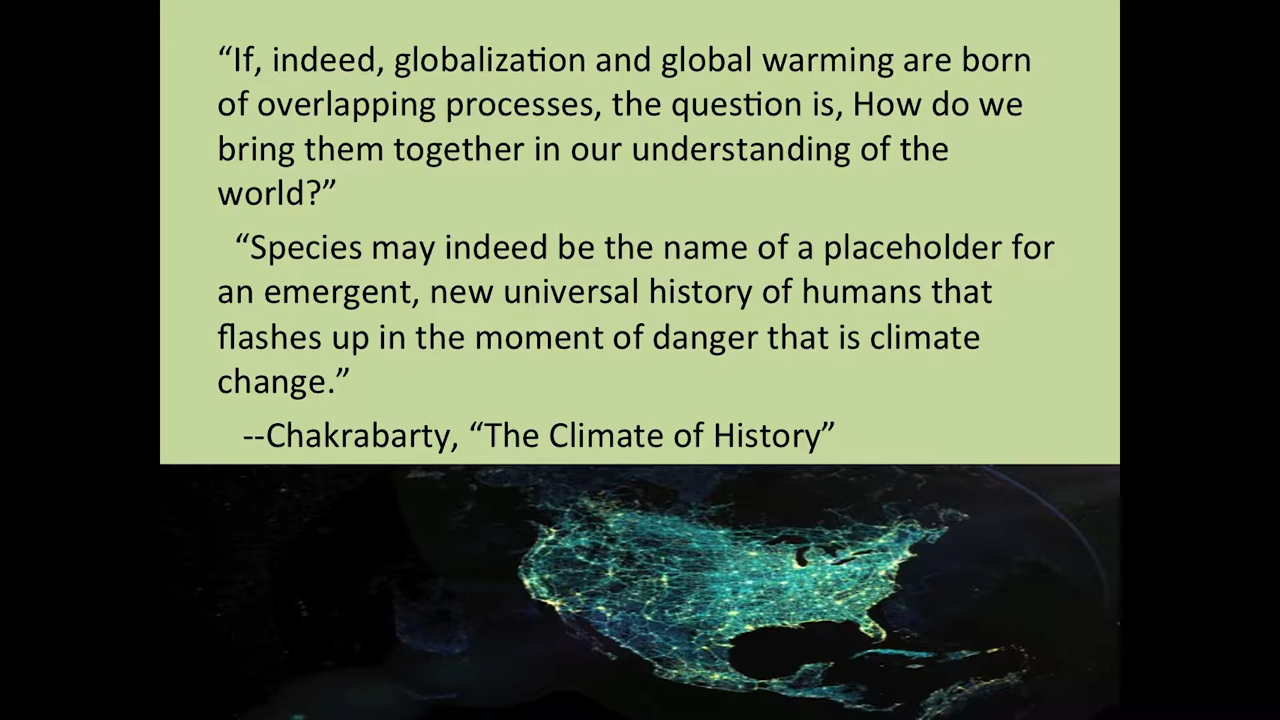 “If, indeed, globalization and global warming are born
of overlapping processes, the question is, How do we
bring them together in our understanding of the
world?”
“Species may indeed be the name of a placeholder for
an emergent, new universal history of humans that
flashes up in the moment of danger that is climate
change.”
--Chakrabarty, “The Climate of History”